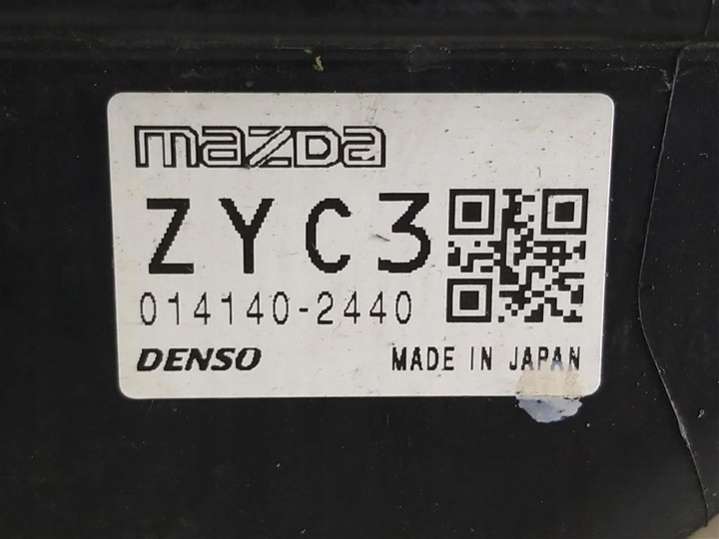 mazda
ZYC3
014140-2440
DENSO MADE IN JAPAN